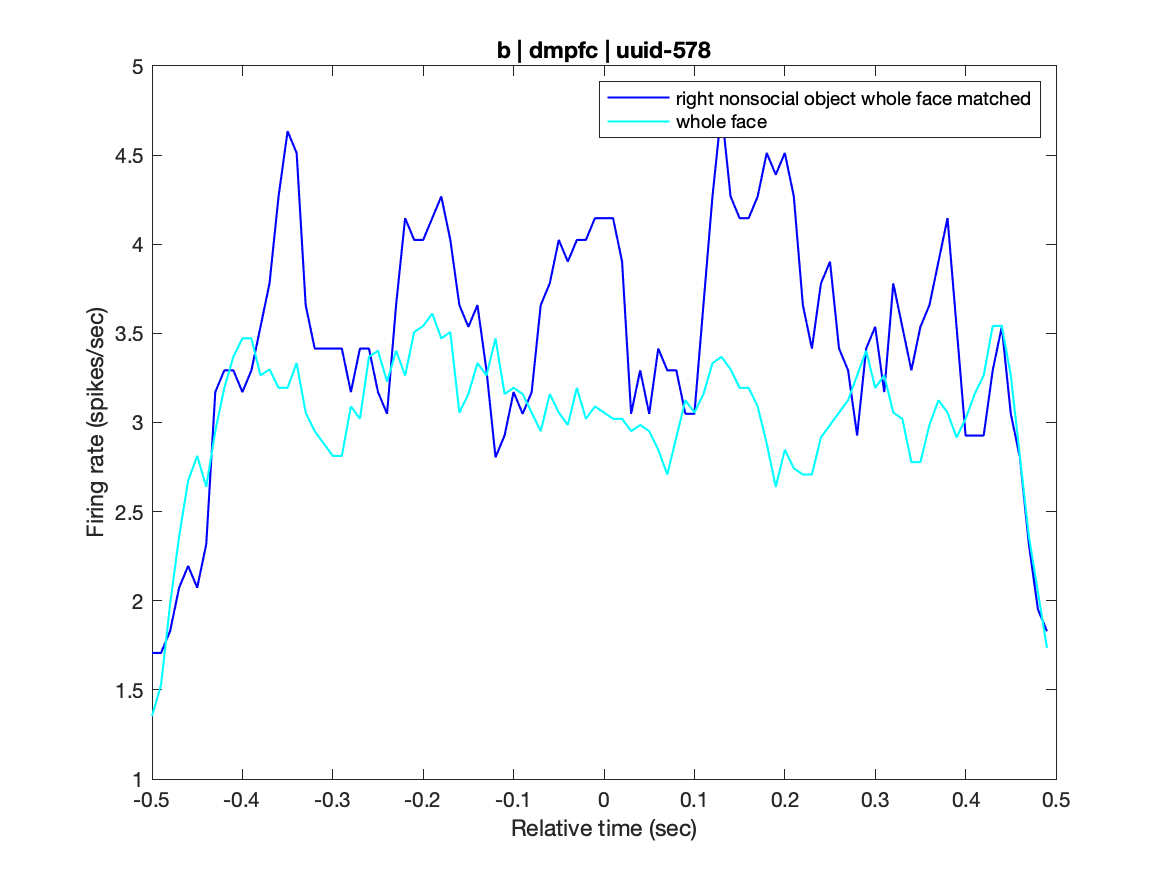 b | dmpfc | uuid-578
right nonsocial object whole face matched
whole face
Firing rate (spikes/sec)
5
4.5
4
3.5
3
2.5
2
1.5
1
-0.5 -0.4 -0.3 -0.2 -0.1 0 0.1 0.2 0.3 0.4 0.5
Relative time (sec)